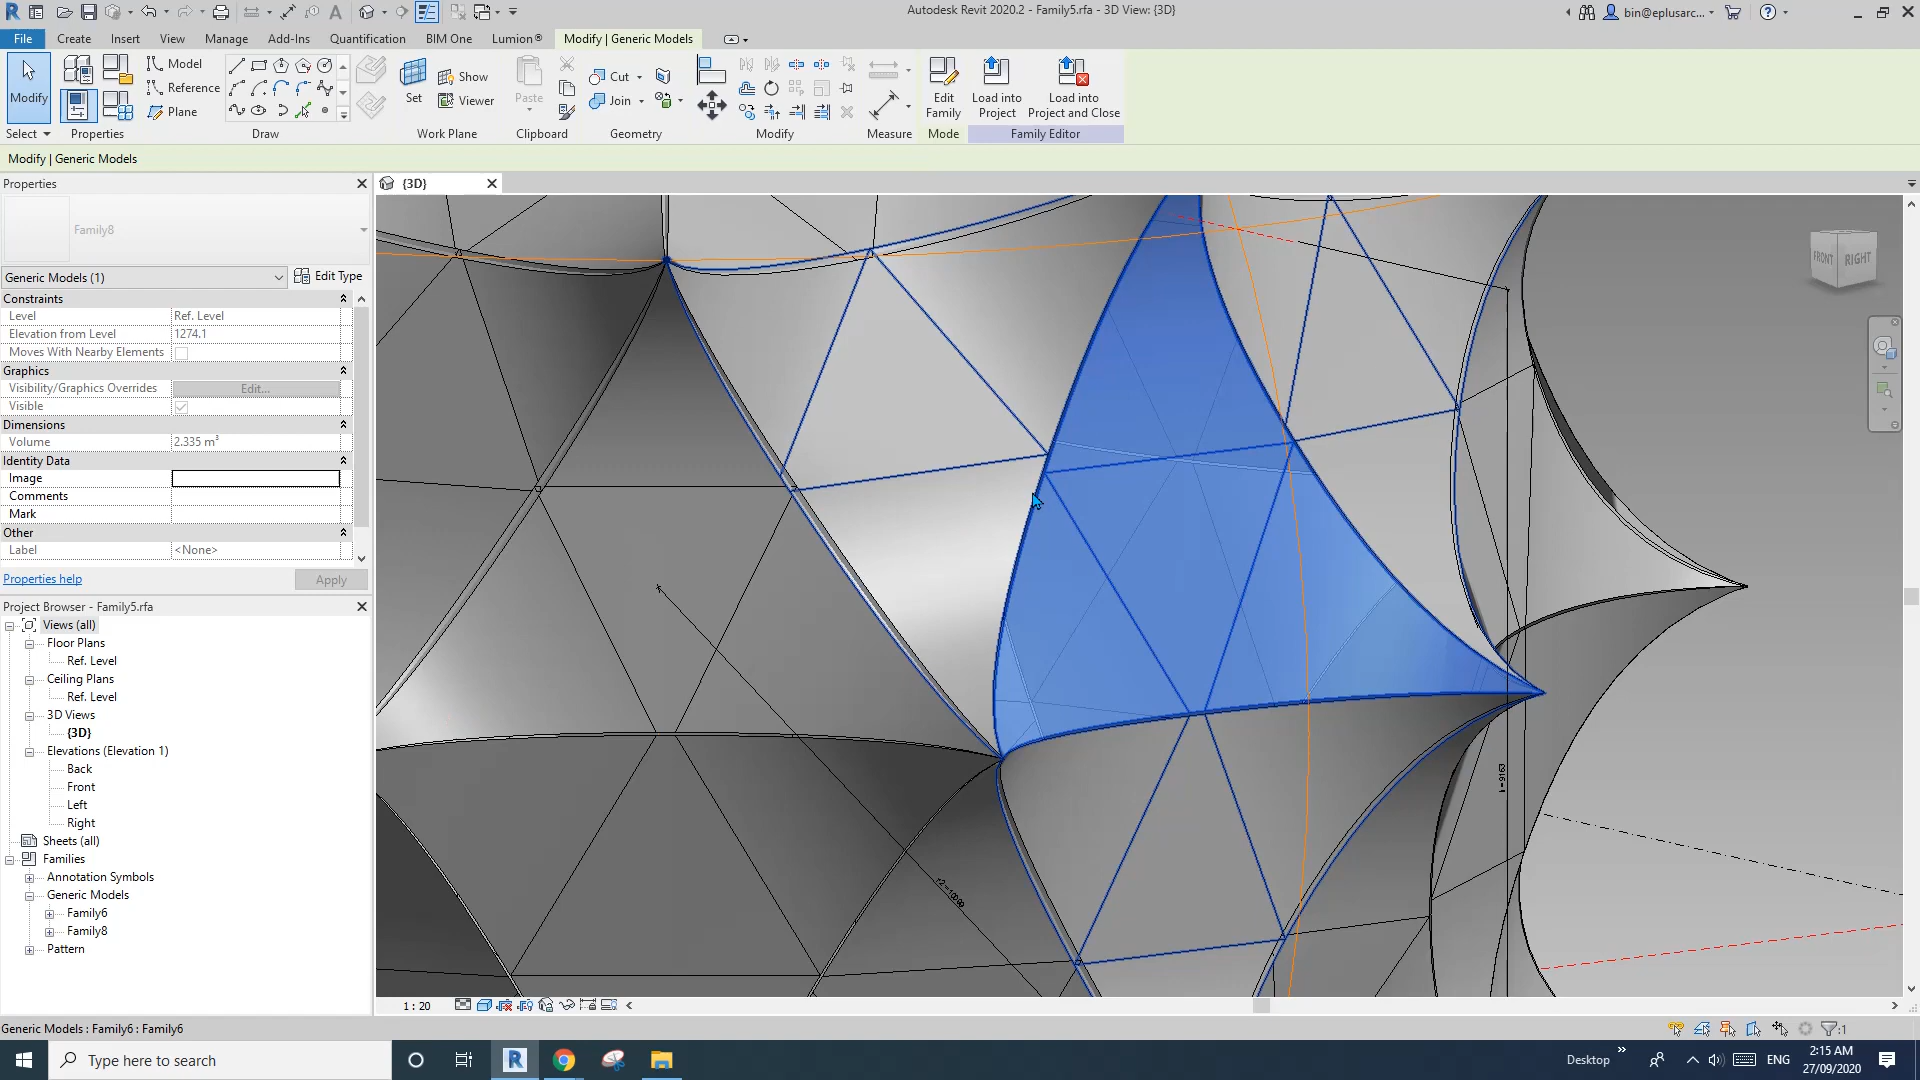 Autodesk Revit 2020.2 - Family5.rfa - 3D View: {3D}
bin@eplusarc...
File
Create
Insert
View
Manage
Add-Ins
Quantification
BIM One
Lumion®
Modify | Generic Models
Modify
Select
Properties
Model
Reference
Plane
Draw
Set
Show
Viewer
Work Plane
Paste
Clipboard
Cut
Join
Geometry
Modify
Measure
Edit
Family
Mode
Load into
Project
Load into
Project and Close
Family Editor
Modify | Generic Models
Properties
{3D}
Family8
Generic Models (1)
Edit Type
Constraints
Level
Ref. Level
Elevation from Level
1274.1
Moves With Nearby Elements
Graphics
Visibility/Graphics Overrides
Edit...
Visible
Dimensions
Volume
2.335 m³
Identity Data
Image
Comments
Mark
Other
Label
<None>
Properties help
Apply
Project Browser - Family5.rfa
Views (all)
Floor Plans
Ref. Level
Ceiling Plans
Ref. Level
3D Views
{3D}
Elevations (Elevation 1)
Back
Front
Left
Right
Sheets (all)
Families
Annotation Symbols
Generic Models
Family6
Family8
Pattern
FRONT
RIGHT
h = 9163
1 : 20
Generic Models : Family6 : Family6
:1
Type here to search
Desktop
ENG
2:15 AM
27/09/2020